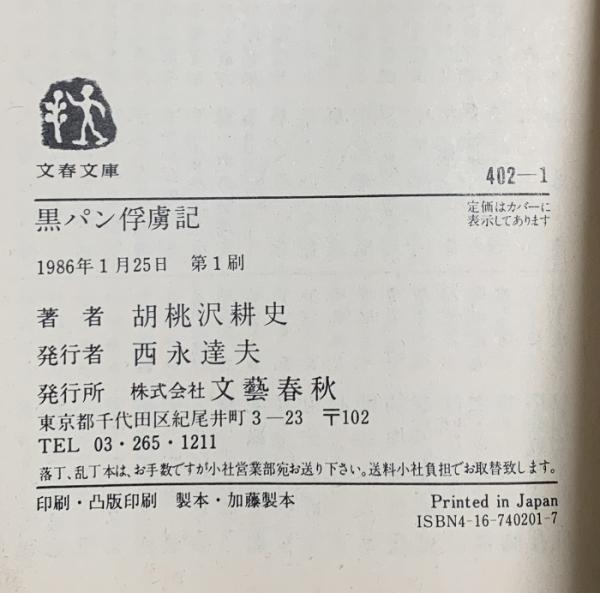 文春文庫
402―1
定価はカバーに
表示してあります
黒パン俘虜記
1986年1月25日 第1刷
著 者 胡桃沢耕史
発行者 西永達夫
発行所 株式会社 文藝春秋
東京都千代田区紀尾井町3―23 〒102
TEL 03・265・1211
落丁、乱丁本は、お手数ですが小社営業部宛お送り下さい。送料小社負担でお取替致します。
印刷・凸版印刷 製本・加藤製本
Printed in Japan
ISBN4-16-740201-7